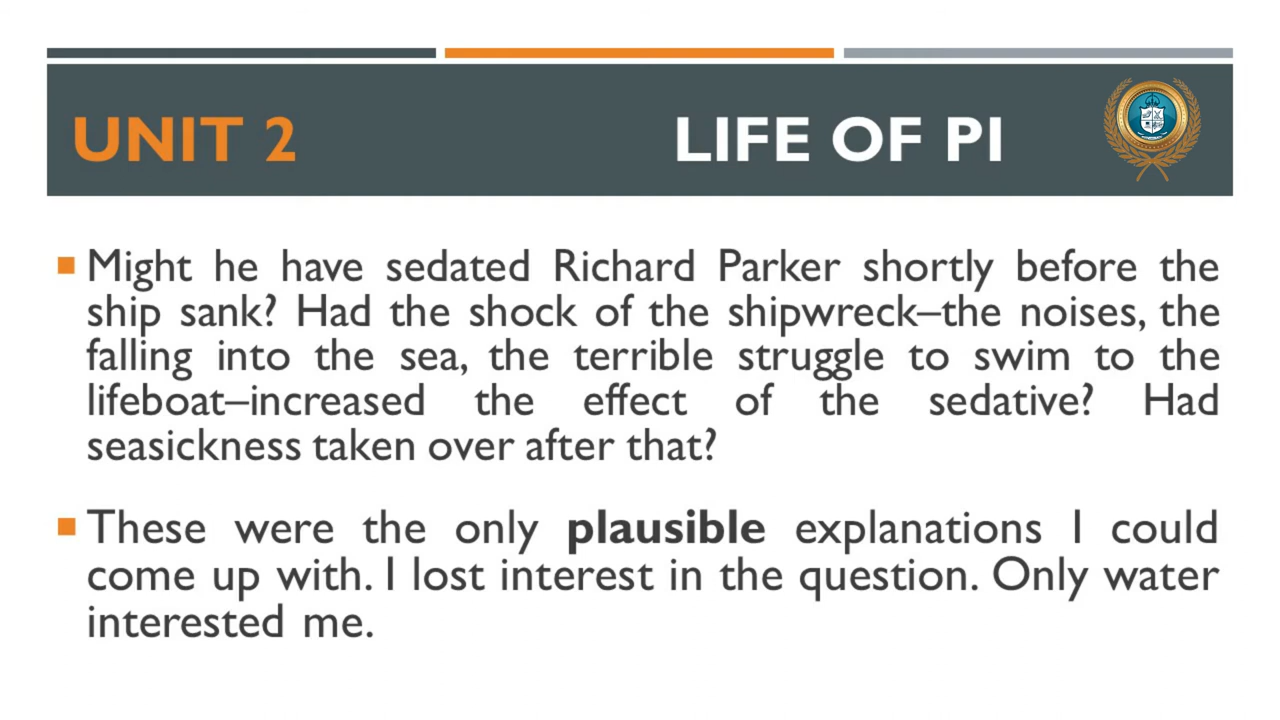 UNIT 2 LIFE OF PI
Might he have sedated Richard Parker shortly before the
ship sank? Had the shock of the shipwreck–the noises, the
falling into the sea, the terrible struggle to swim to the
lifeboat–increased the effect of the sedative? Had
seasickness taken over after that?
These were the only plausible explanations I could
come up with. I lost interest in the question. Only water
interested me.